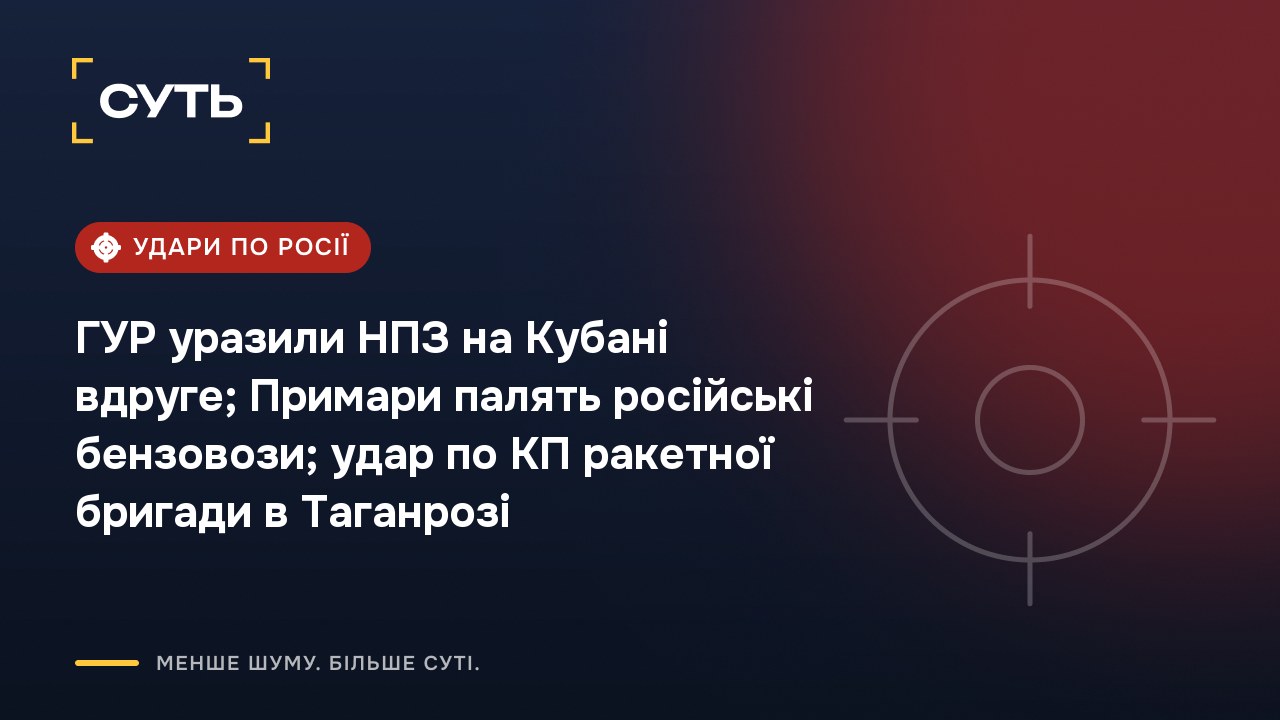 СУТЬ
УДАРИ ПО РОСІЇ
ГУР уразили НПЗ на Кубані
вдруге; Примари палять російські
бензовози; удар по КП ракетної
бригади в Таганрозі
МЕНШЕ ШУМУ. БІЛЬШЕ СУТІ.